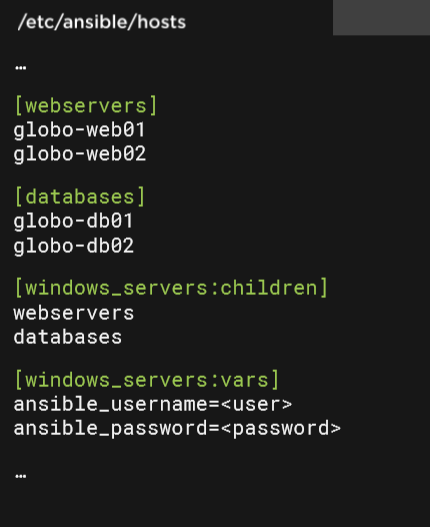 /etc/ansible/hosts
…
[webservers]
globo-web01
globo-web02
[databases]
globo-db01
globo-db02
[windows_servers:children]
webservers
databases
[windows_servers:vars]
ansible_username=<user>
ansible_password=<password>
…